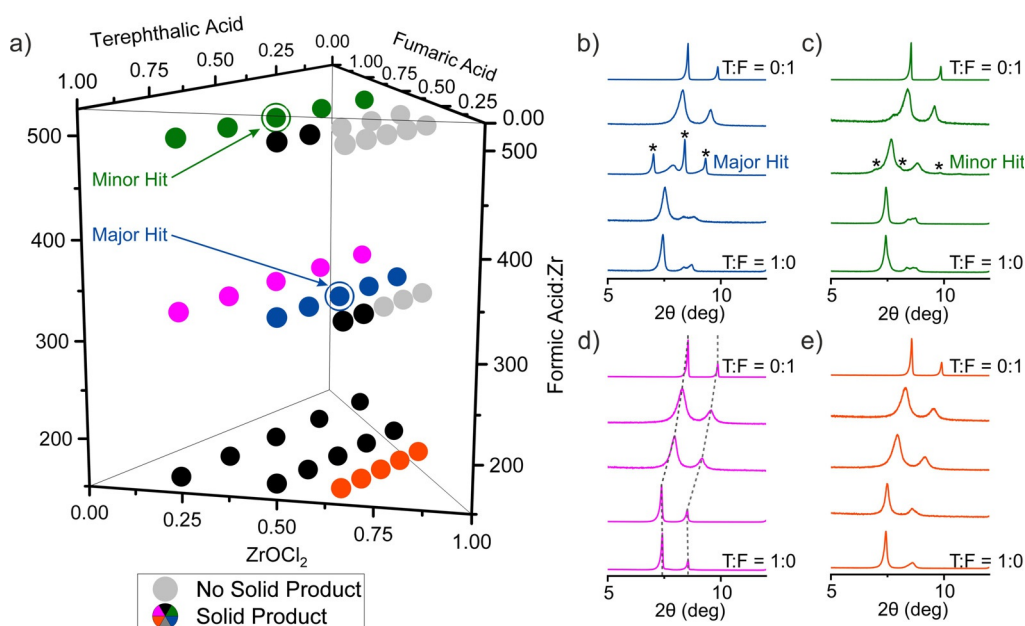 a)
Terephthalic Acid
1.00 0.75 0.50 0.25 0.00
Fumaric Acid
1.00 0.75 0.50 0.25 0.00
500
400
300
200
500
400
300
200
Formic Acid:Zr
Minor Hit
Major Hit
0.00 0.25 0.50 0.75 1.00
ZrOCl₂
No Solid Product
Solid Product
b)
T:F = 0:1
* * *
Major Hit
T:F = 1:0
5 10
2θ (deg)
c)
T:F = 0:1
* * *
Minor Hit
T:F = 1:0
5 10
2θ (deg)
d)
T:F = 0:1
T:F = 1:0
5 10
2θ (deg)
e)
T:F = 0:1
T:F = 1:0
5 10
2θ (deg)